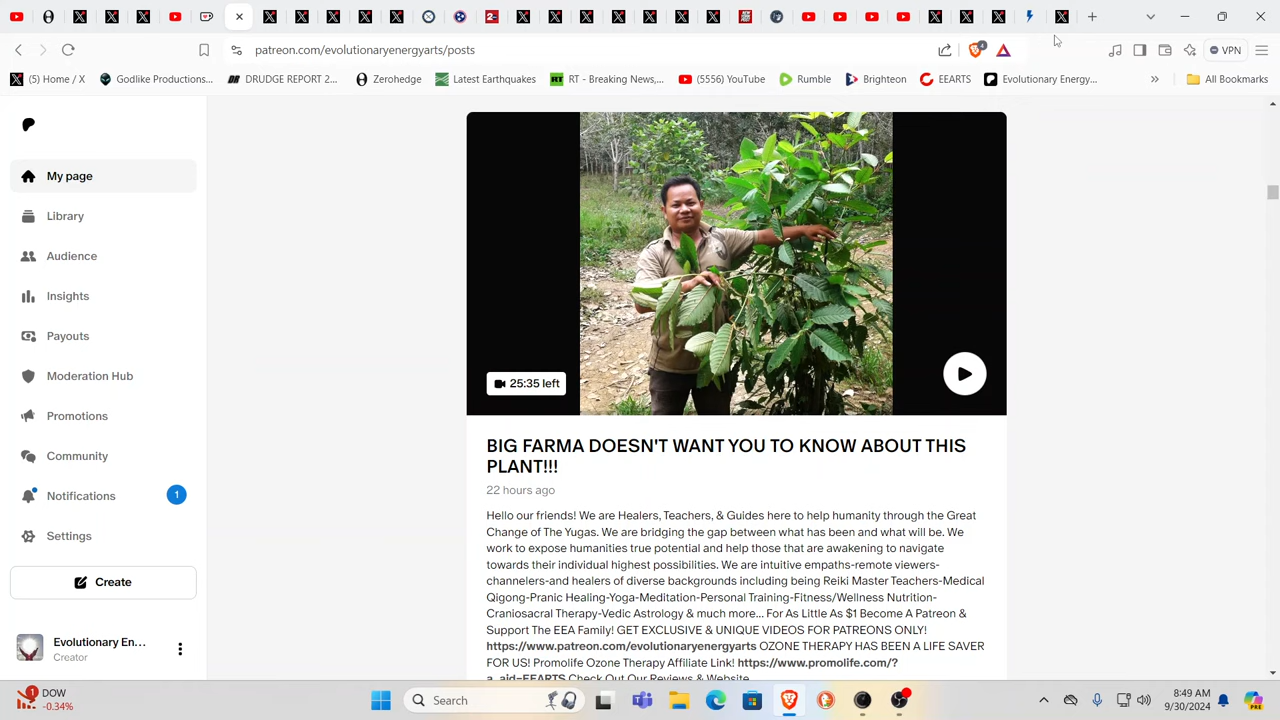 patreon.com/evolutionaryenergyarts/posts
4
VPN
(5) Home / X
Godlike Productions...
DRUDGE REPORT 2...
Zerohedge
Latest Earthquakes
RT - Breaking News,...
(5556) YouTube
Rumble
Brighteon
EEARTS
Evolutionary Energy...
»
All Bookmarks
My page
Library
Audience
Insights
Payouts
Moderation Hub
Promotions
Community
Notifications
1
Settings
Create
Evolutionary En...
Creator
25:35 left
BIG FARMA DOESN'T WANT YOU TO KNOW ABOUT THIS
PLANT!!!
22 hours ago
Hello our friends! We are Healers, Teachers, & Guides here to help humanity through the Great
Change of The Yugas. We are bridging the gap between what has been and what will be. We
work to expose humanities true potential and help those that are awakening to navigate
towards their individual highest possibilities. We are intuitive empaths-remote viewers-
channelers-and healers of diverse backgrounds including being Reiki Master Teachers-Medical
Qigong-Pranic Healing-Yoga-Meditation-Personal Training-Fitness/Wellness Nutrition-
Craniosacral Therapy-Vedic Astrology & much more... For As Little As $1 Become A Patreon &
Support The EEA Family! GET EXCLUSIVE & UNIQUE VIDEOS FOR PATREONS ONLY!
https://www.patreon.com/evolutionaryenergyarts OZONE THERAPY HAS BEEN A LIFE SAVER
FOR US! Promolife Ozone Therapy Affiliate Link! https://www.promolife.com/?
a_aid=EEARTS Check Out Our Reviews & Website
1
DOW
-0.34%
Search
8:49 AM
9/30/2024
PRE